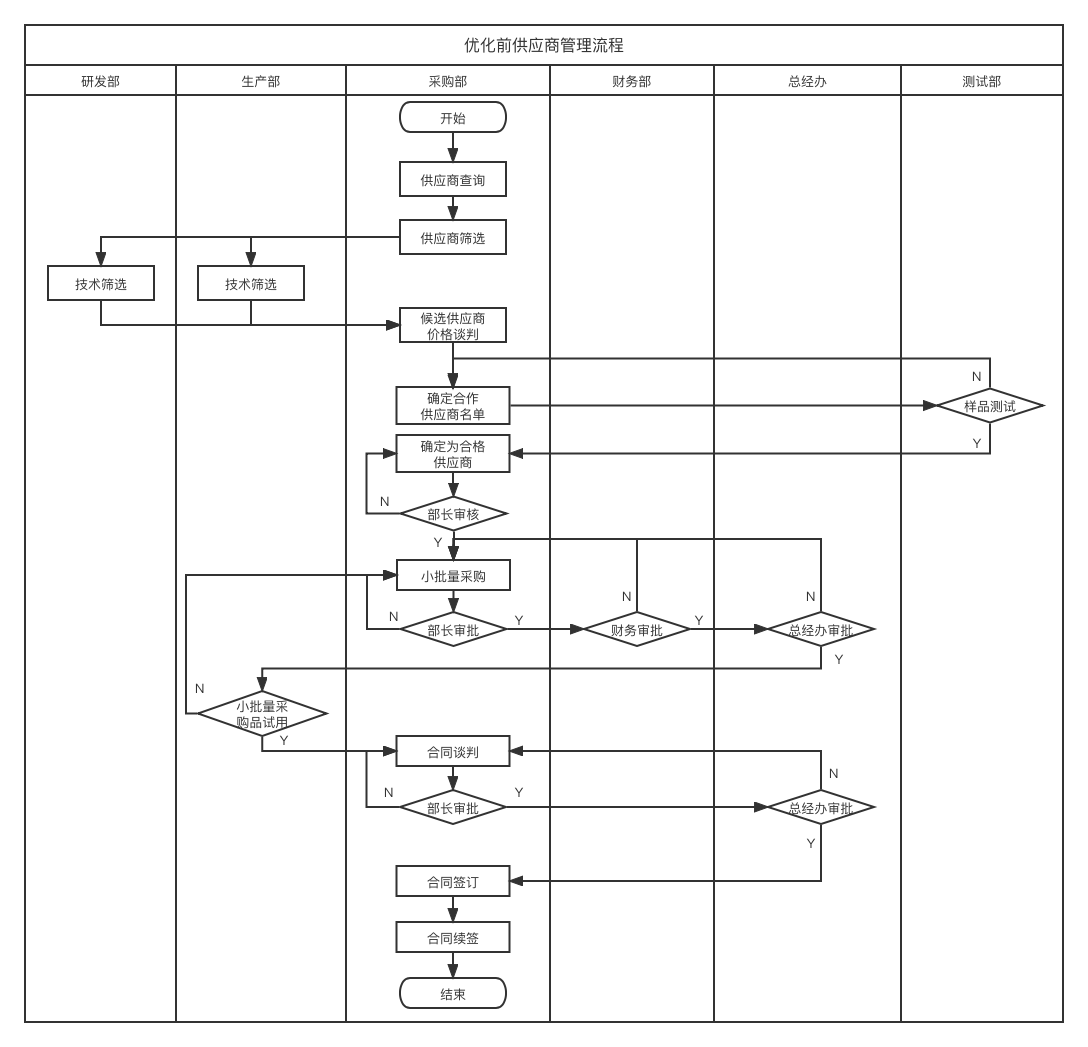 优化前供应商管理流程
研发部
生产部
采购部
财务部
总经办
测试部
开始
供应商查询
供应商筛选
技术筛选
技术筛选
候选供应商
价格谈判
N
确定合作
供应商名单
样品测试
Y
确定为合格
供应商
N
部长审核
Y
小批量采购
N
部长审批
Y
N
财务审批
Y
N
总经办审批
Y
N
小批量采
购品试用
Y
合同谈判
N
部长审批
Y
N
总经办审批
Y
合同签订
合同续签
结束